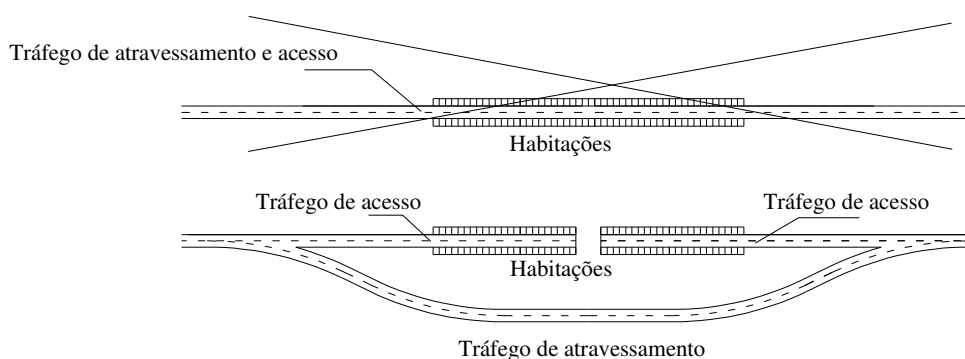 Tráfego de atravessamento e acesso
Habitações
Tráfego de acesso
Tráfego de acesso
Habitações
Tráfego de atravessamento